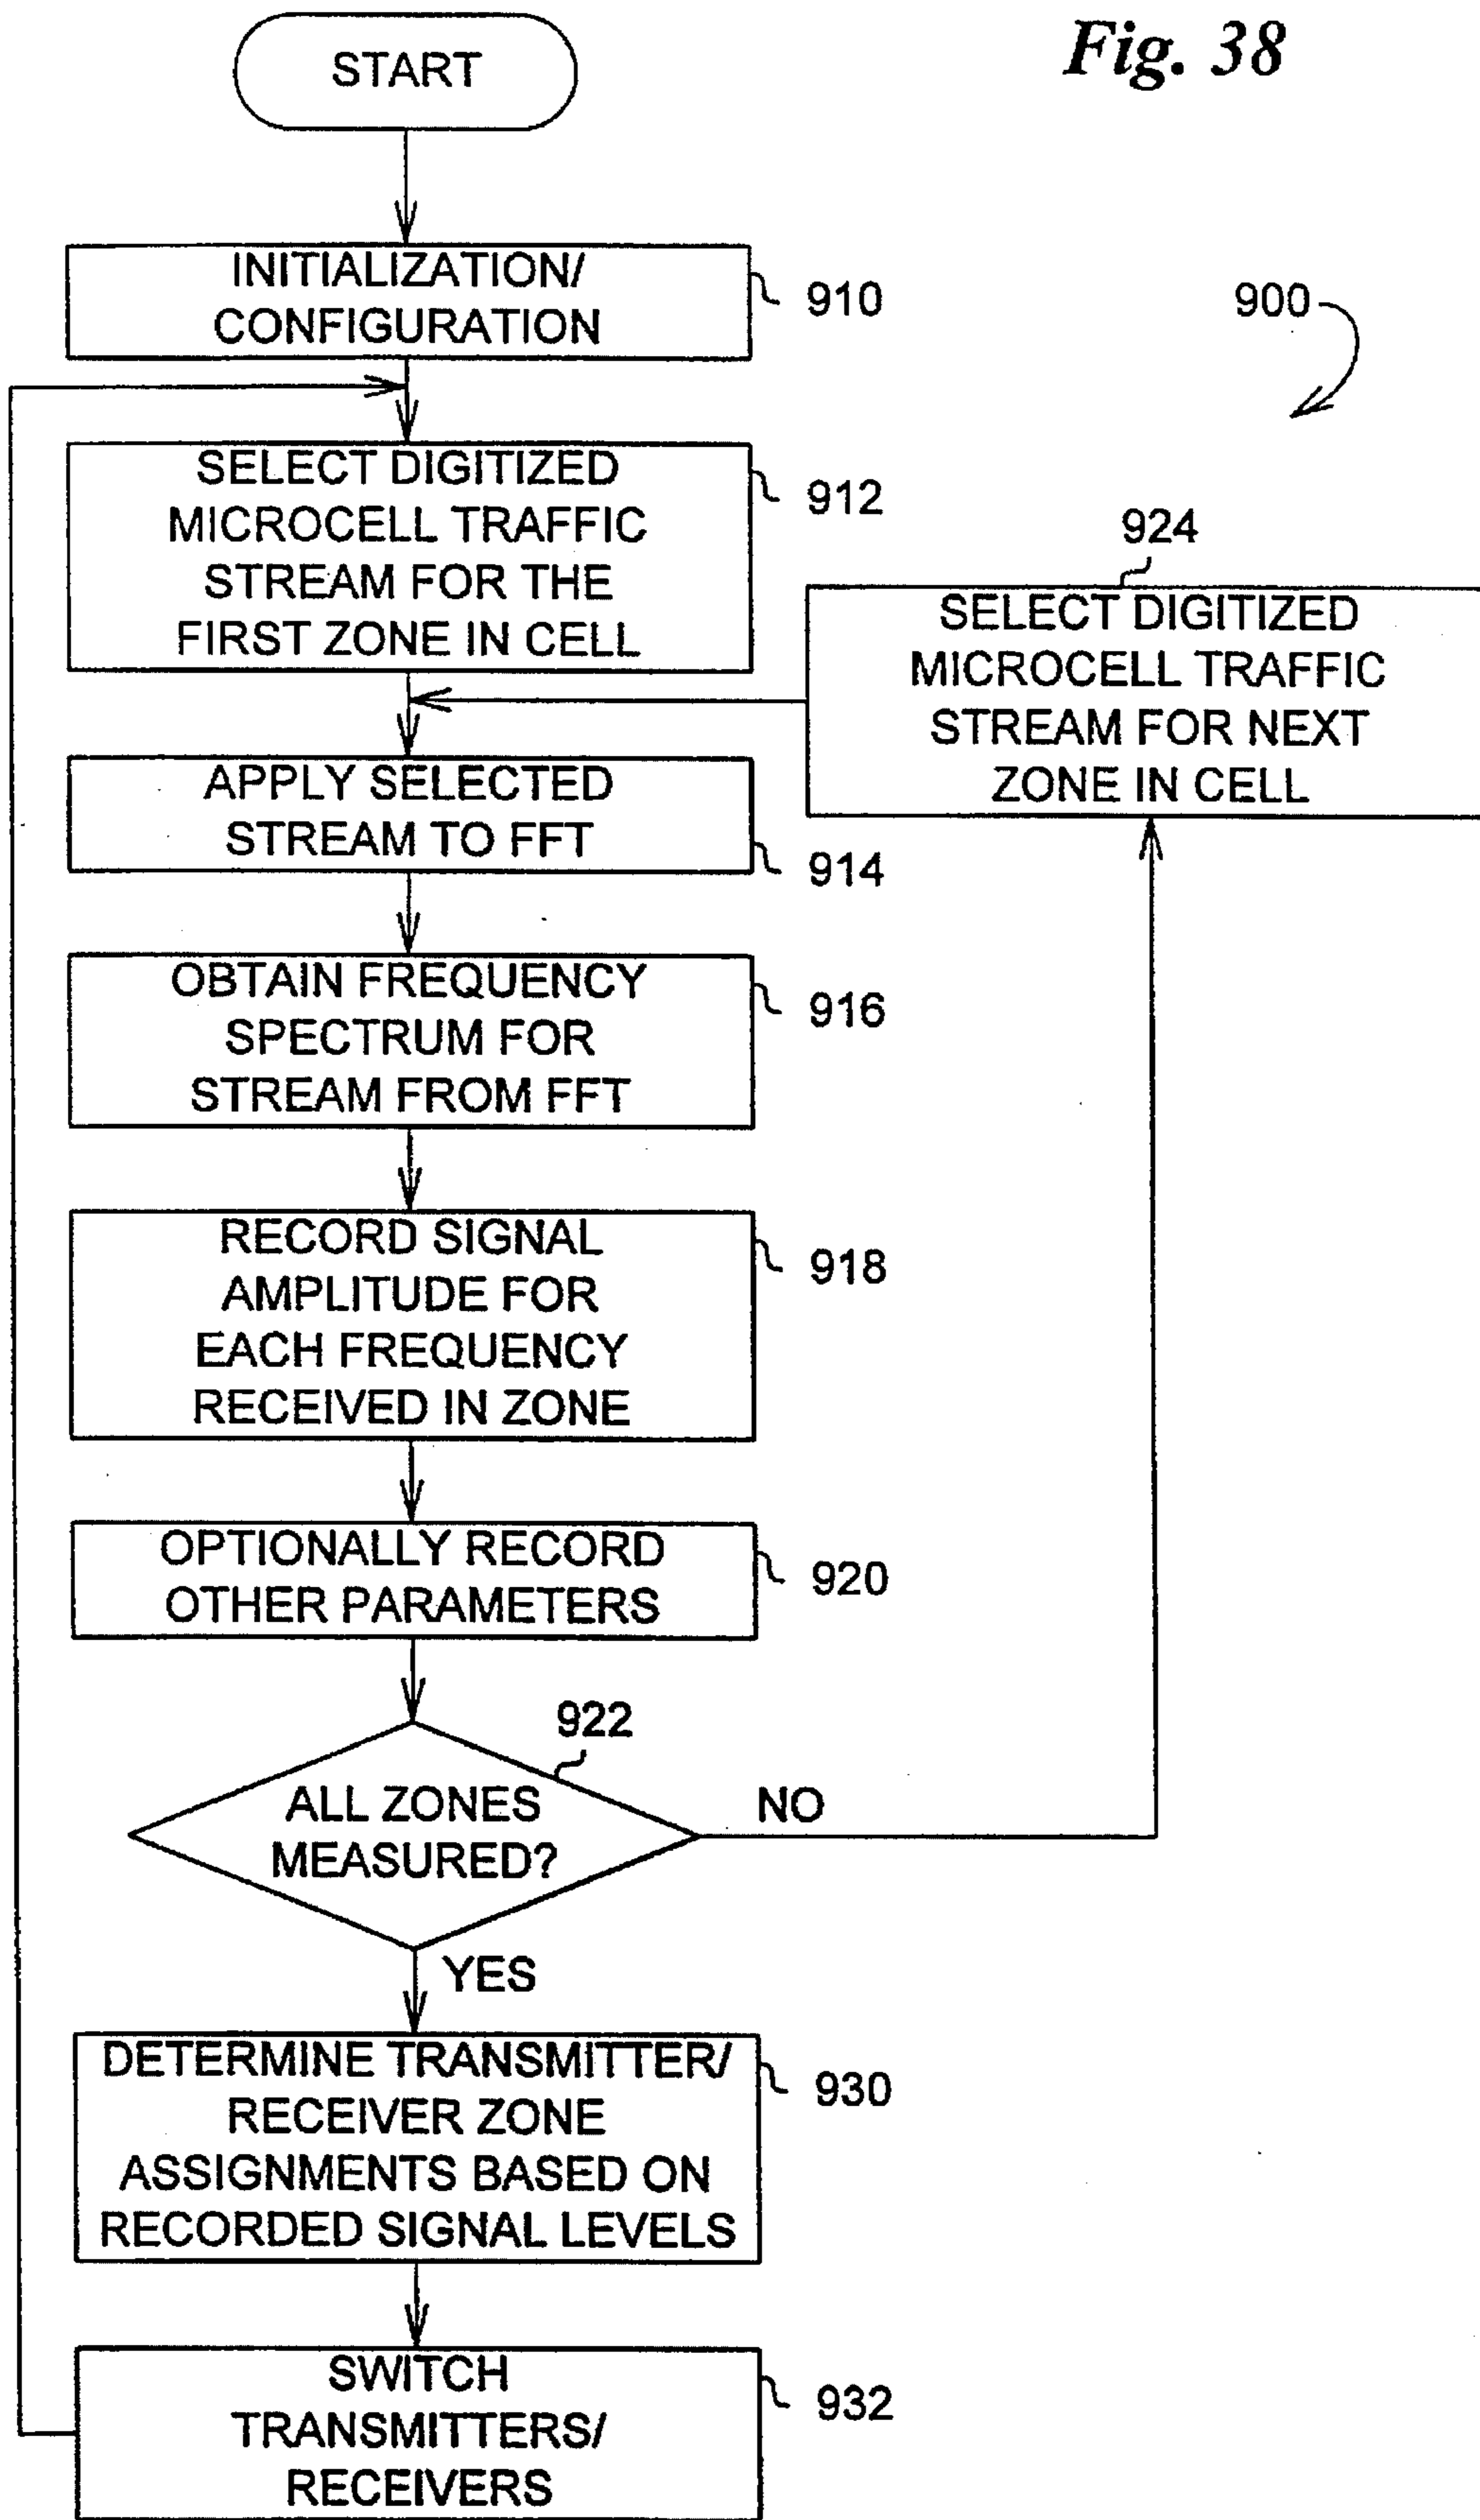 Fig. 38
START
INITIALIZATION/
CONFIGURATION
910
900
SELECT DIGITIZED
MICROCELL TRAFFIC
STREAM FOR THE
FIRST ZONE IN CELL
912
924
SELECT DIGITIZED
MICROCELL TRAFFIC
STREAM FOR NEXT
ZONE IN CELL
APPLY SELECTED
STREAM TO FFT
914
OBTAIN FREQUENCY
SPECTRUM FOR
STREAM FROM FFT
916
RECORD SIGNAL
AMPLITUDE FOR
EACH FREQUENCY
RECEIVED IN ZONE
918
OPTIONALLY RECORD
OTHER PARAMETERS
920
922
ALL ZONES
MEASURED?
NO
YES
DETERMINE TRANSMITTER/
RECEIVER ZONE
ASSIGNMENTS BASED ON
RECORDED SIGNAL LEVELS
930
SWITCH
TRANSMITTERS/
RECEIVERS
932